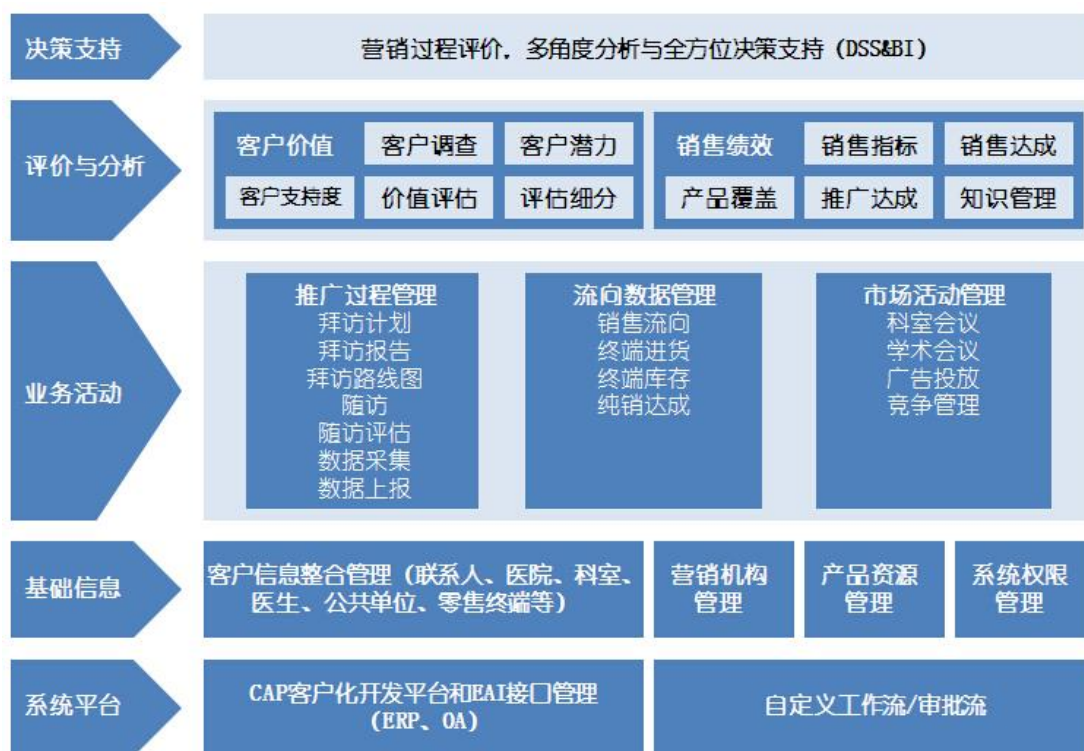 决策支持
营销过程评价，多角度分析与全方位决策支持 (DSS&BI)
评价与分析
客户价值
客户调查
客户潜力
客户支持度
价值评估
评估细分
销售绩效
销售指标
销售达成
产品覆盖
推广达成
知识管理
业务活动
推广过程管理
拜访计划
拜访报告
拜访路线图
随访
随访评估
数据采集
数据上报
流向数据管理
销售流向
终端进货
终端库存
纯销达成
市场活动管理
科室会议
学术会议
广告投放
竞争管理
基础信息
客户信息整合管理（联系人、医院、科室、
医生、公共单位、零售终端等）
营销机构
管理
产品资源
管理
系统权限
管理
系统平台
CAP客户化开发平台和EAI接口管理
(ERP、OA)
自定义工作流/审批流